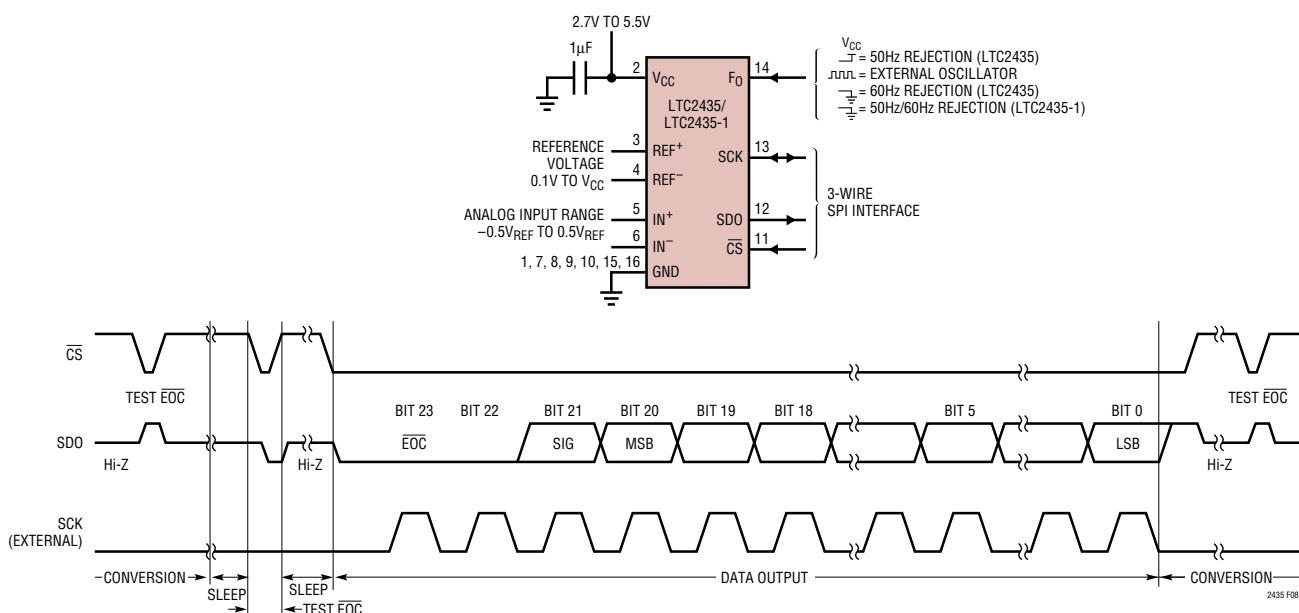 2.7V TO 5.5V
1µF
2
VCC
FO
14
LTC2435/
LTC2435-1
VCC
= 50Hz REJECTION (LTC2435)
= EXTERNAL OSCILLATOR
= 60Hz REJECTION (LTC2435)
= 50Hz/60Hz REJECTION (LTC2435-1)
REFERENCE
VOLTAGE
0.1V TO VCC
3
REF+
4
REF−
SCK
13
ANALOG INPUT RANGE
−0.5VREF TO 0.5VREF
5
IN+
6
IN−
SDO
12
CS
11
3-WIRE
SPI INTERFACE
1, 7, 8, 9, 10, 15, 16
GND
CS
TEST EOC
TEST EOC
BIT 23
BIT 22
BIT 21
BIT 20
BIT 19
BIT 18
BIT 5
BIT 0
SDO
EOC
SIG
MSB
LSB
Hi-Z
Hi-Z
Hi-Z
SCK
(EXTERNAL)
CONVERSION
SLEEP
SLEEP
DATA OUTPUT
CONVERSION
TEST EOC
2435 F08